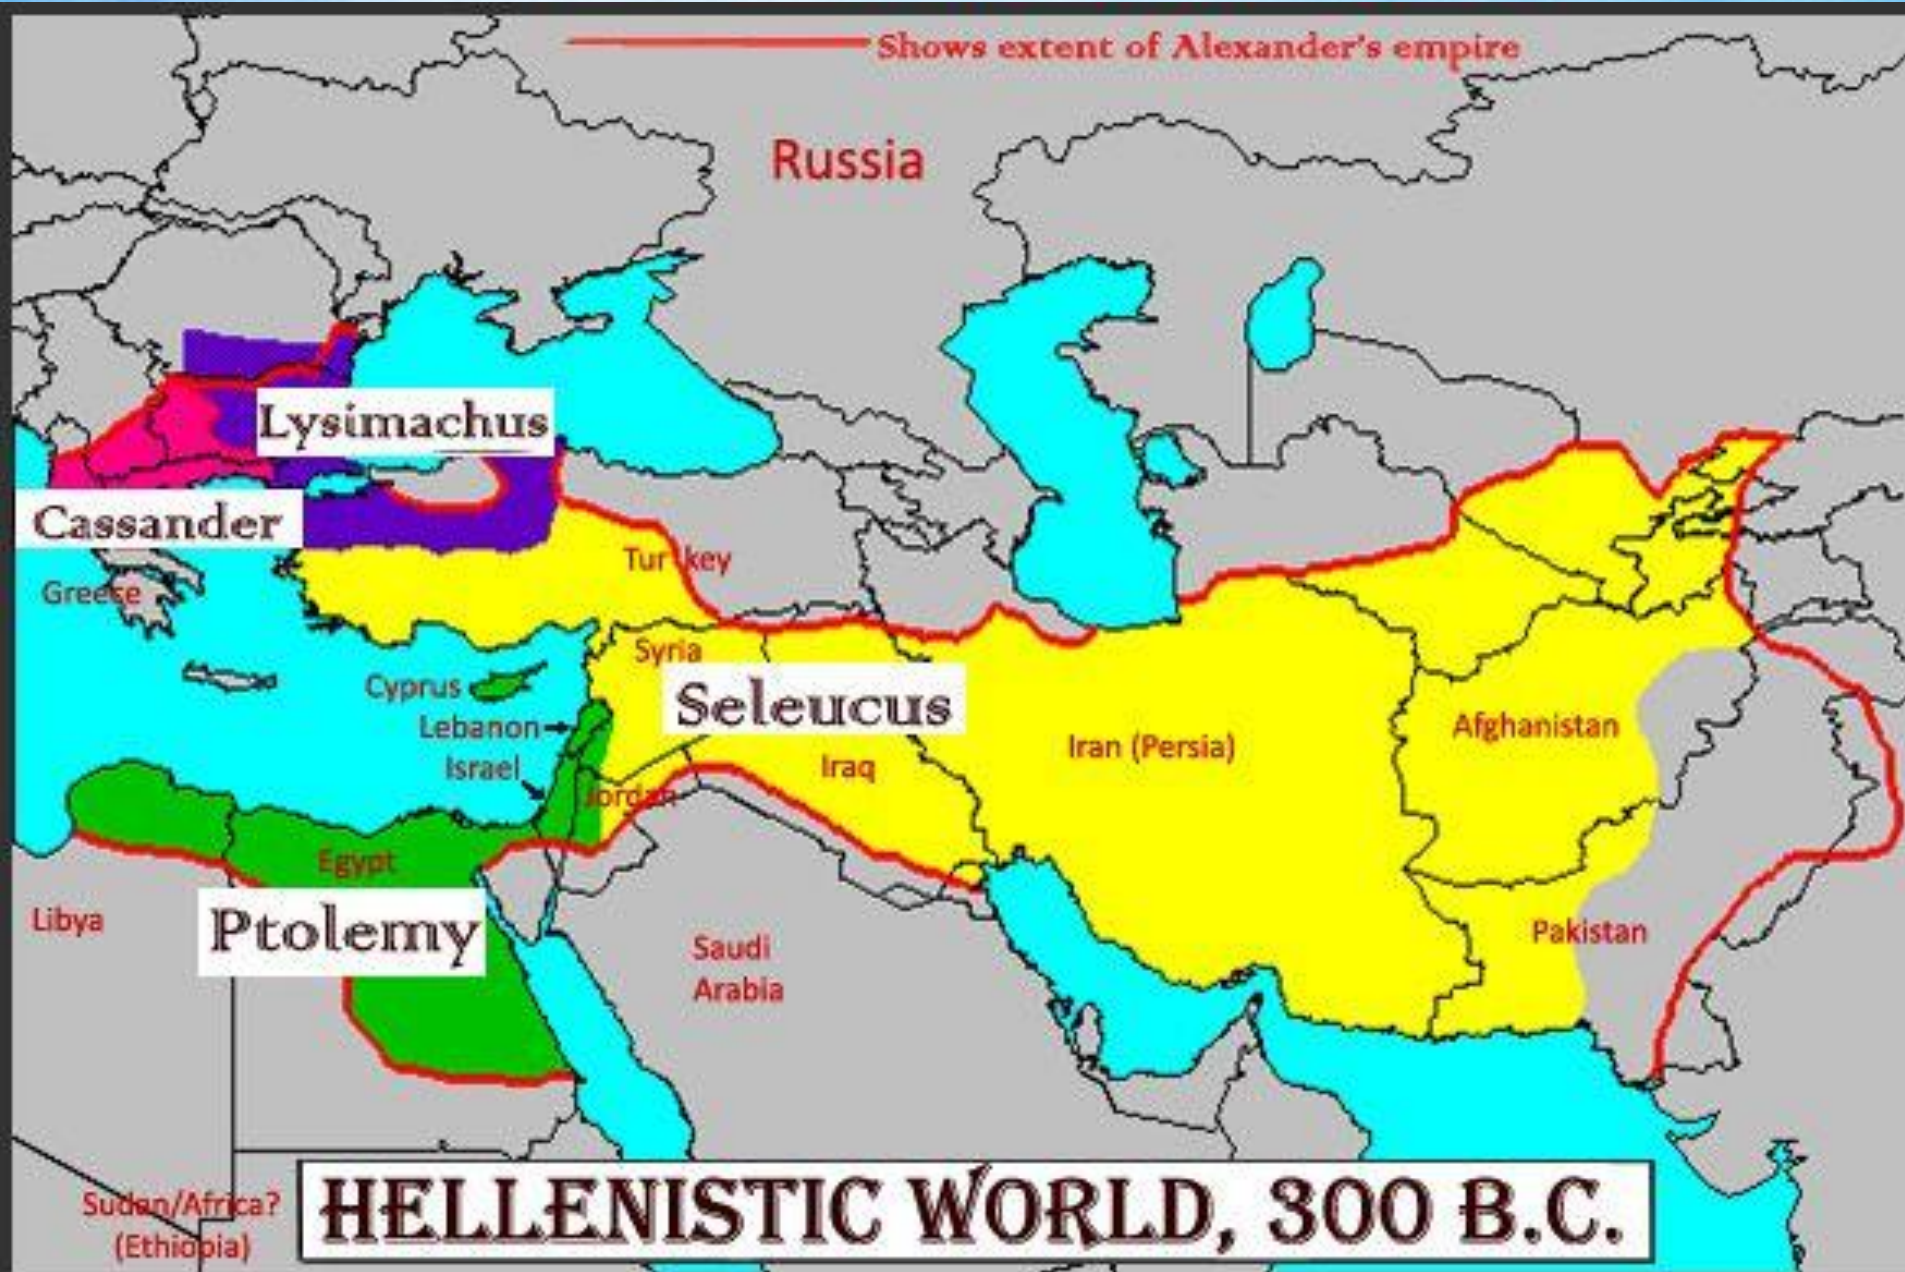 Shows extent of Alexander's empire
Russia
Lysimachus
Cassander
Turkey
Greece
Syria
Cyprus
Seleucus
Lebanon
Israel
Iraq
Iran (Persia)
Afghanistan
Jordan
Egypt
Libya
Ptolemy
Saudi
Arabia
Pakistan
Sudan/Africa?
(Ethiopia)
HELLENISTIC WORLD, 300 B.C.